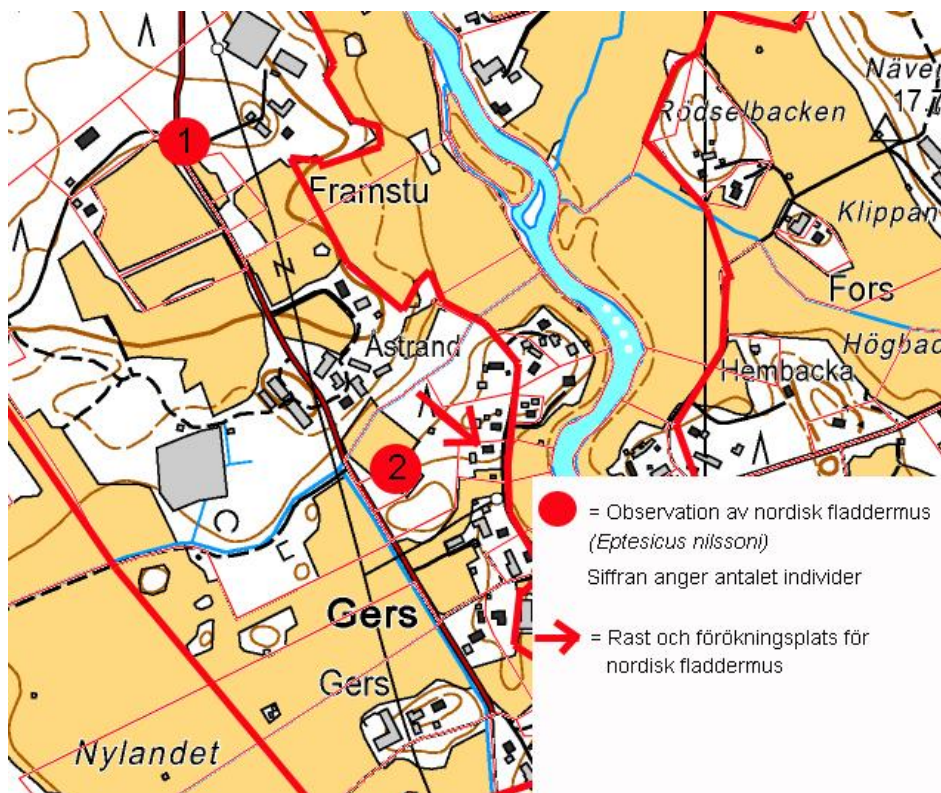 Näve
17.
Rödselbacken
1
Framstu
Klippan
Fors
Åstrand
Högbac
Hembacka
2
= Observation av nordisk fladdermus
(Eptesicus nilssoni)
Siffran anger antalet individer
Gers
= Rast och förökningsplats för
nordisk fladdermus
Gers
Nylandet